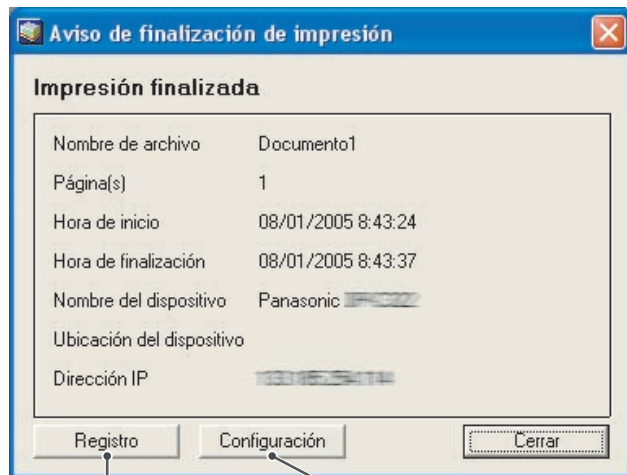 Aviso de finalización de impresión
Impresión finalizada
Nombre de archivo Documento1
Página(s) 1
Hora de inicio 08/01/2005 8:43:24
Hora de finalización 08/01/2005 8:43:37
Nombre del dispositivo Panasonic
Ubicación del dispositivo
Dirección IP
Registro Configuración Cerrar